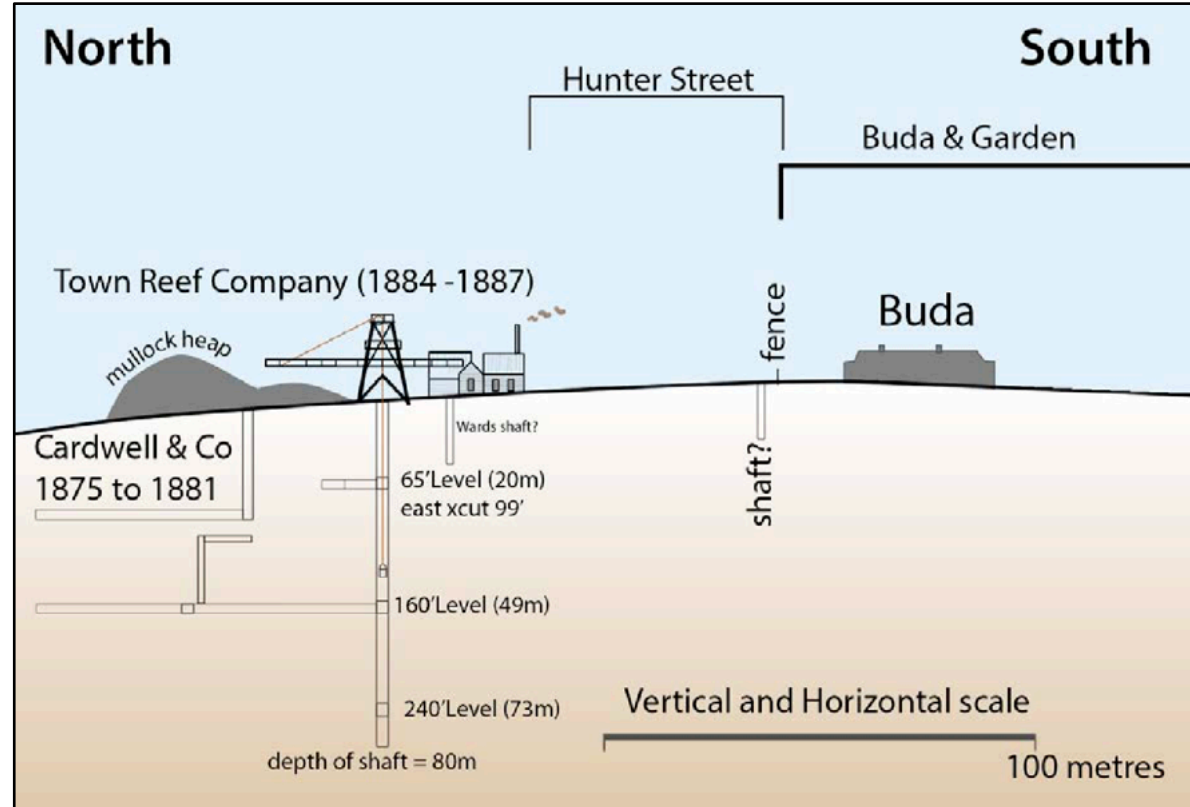 North
South
Hunter Street
Buda & Garden
Town Reef Company (1884 -1887)
mullock heap
fence
Buda
Wards shaft?
Cardwell & Co
1875 to 1881
65'Level (20m)
east xcut 99'
shaft?
160'Level (49m)
240'Level (73m)
Vertical and Horizontal scale
depth of shaft = 80m
100 metres